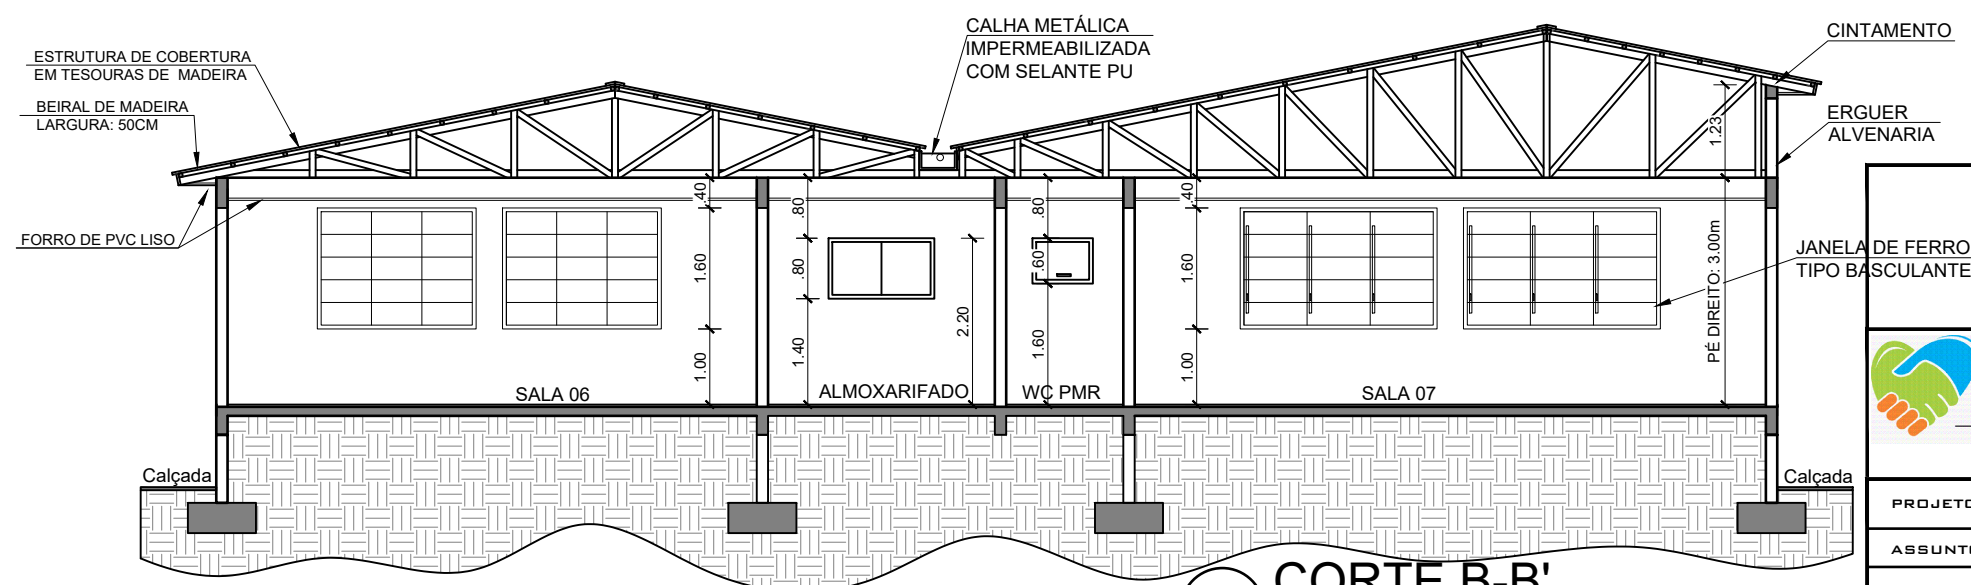 ESTRUTURA DE COBERTURA
EM TESOURAS DE MADEIRA
BEIRAL DE MADEIRA
LARGURA: 50CM
FORRO DE PVC LISO
CALHA METÁLICA
IMPERMEABILIZADA
COM SELANTE PU
CINTAMENTO
ERGUER
ALVENARIA
JANELA DE FERRO
TIPO BASCULANTE
1.23
PÉ DIREITO: 3.00m
.40
1.60
1.00
.80
.80
1.40
2.20
.80
.60
1.60
.40
1.60
1.00
SALA 06
ALMOXARIFADO
WC PMR
SALA 07
Calçada
Calçada
PROJETO
ASSUNTO
CORTE B-B'